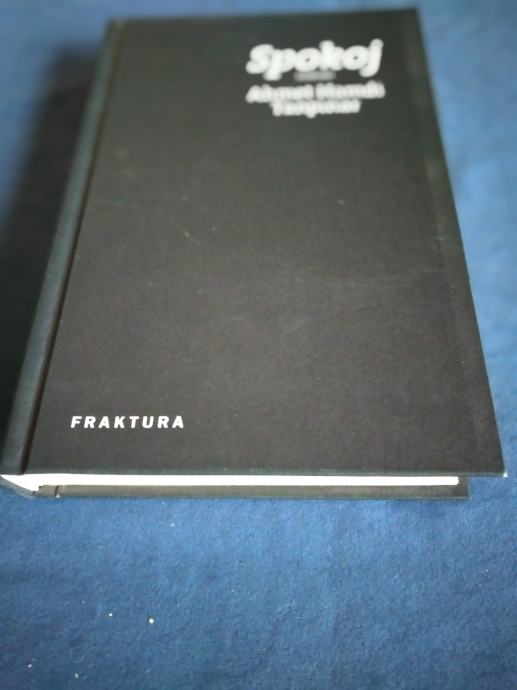 Spokoj
Ahmet Hamdi
Tanpınar
FRAKTURA